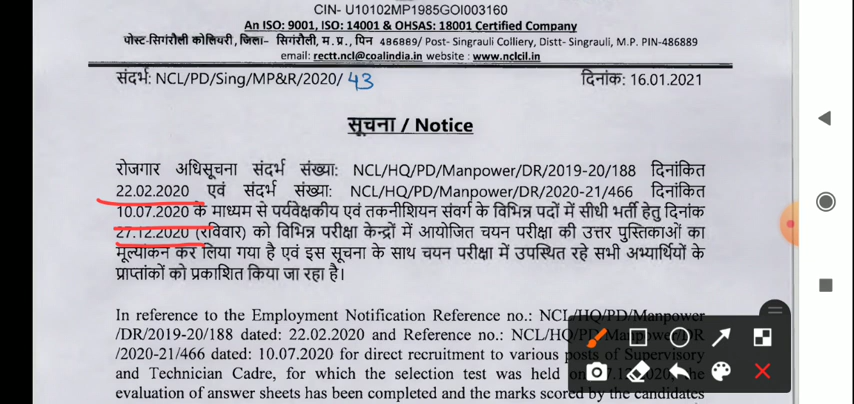 CIN- U10102MP1985GOI003160
An ISO: 9001, ISO: 14001 & OHSAS: 18001 Certified Company
पोस्ट-सिंगरौली कोलियरी, जिला- सिंगरौली, म. प्र., पिन 486889/ Post- Singrauli Colliery, Distt- Singrauli, M.P. PIN-486889
email: rectt.ncl@coalindia.in website : www.nclcil.in
संदर्भ: NCL/PD/Sing/MP&R/2020/ 43 दिनांक: 16.01.2021
सूचना / Notice
रोजगार अधिसूचना संदर्भ संख्या: NCL/HQ/PD/Manpower/DR/2019-20/188 दिनांकित
22.02.2020 एवं संदर्भ संख्या: NCL/HQ/PD/Manpower/DR/2020-21/466 दिनांकित
10.07.2020 के माध्यम से पर्यवेक्षकीय एवं तकनीशियन संवर्ग के विभिन्न पदों में सीधी भर्ती हेतु दिनांक
27.12.2020 (रविवार) को विभिन्न परीक्षा केन्द्रों में आयोजित चयन परीक्षा की उत्तर पुस्तिकाओं का
मूल्यांकन कर लिया गया है एवं इस सूचना के साथ चयन परीक्षा में उपस्थित रहे सभी अभ्यार्थियों के
प्राप्तांकों को प्रकाशित किया जा रहा है।
In reference to the Employment Notification Reference no.: NCL/HQ/PD/Manpower
/DR/2019-20/188 dated: 22.02.2020 and Reference no.: NCL/HQ/PD/Manpower/DR
/2020-21/466 dated: 10.07.2020 for direct recruitment to various posts of Supervisory
and Technician Cadre, for which the selection test was held on 27.12.2020, the
evaluation of answer sheets has been completed and the marks scored by the candidates